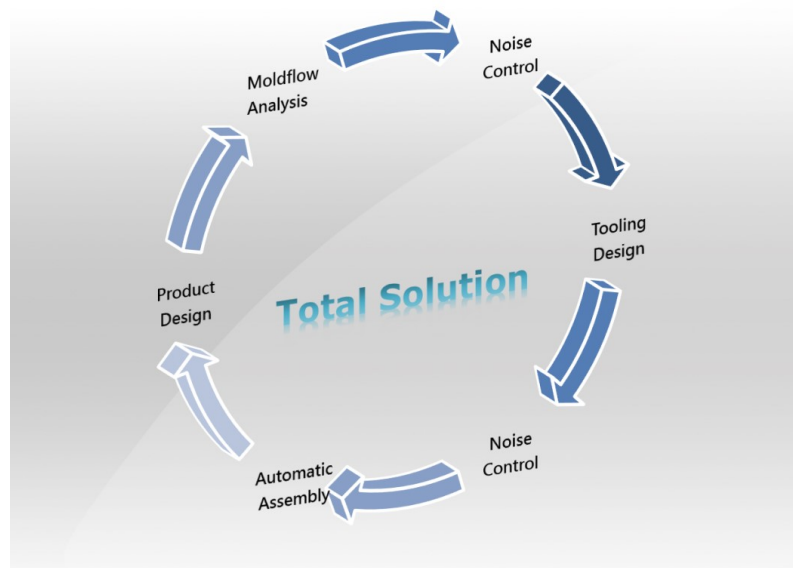 Noise
Control
Moldflow
Analysis
Tooling
Design
Total Solution
Product
Design
Noise
Control
Automatic
Assembly